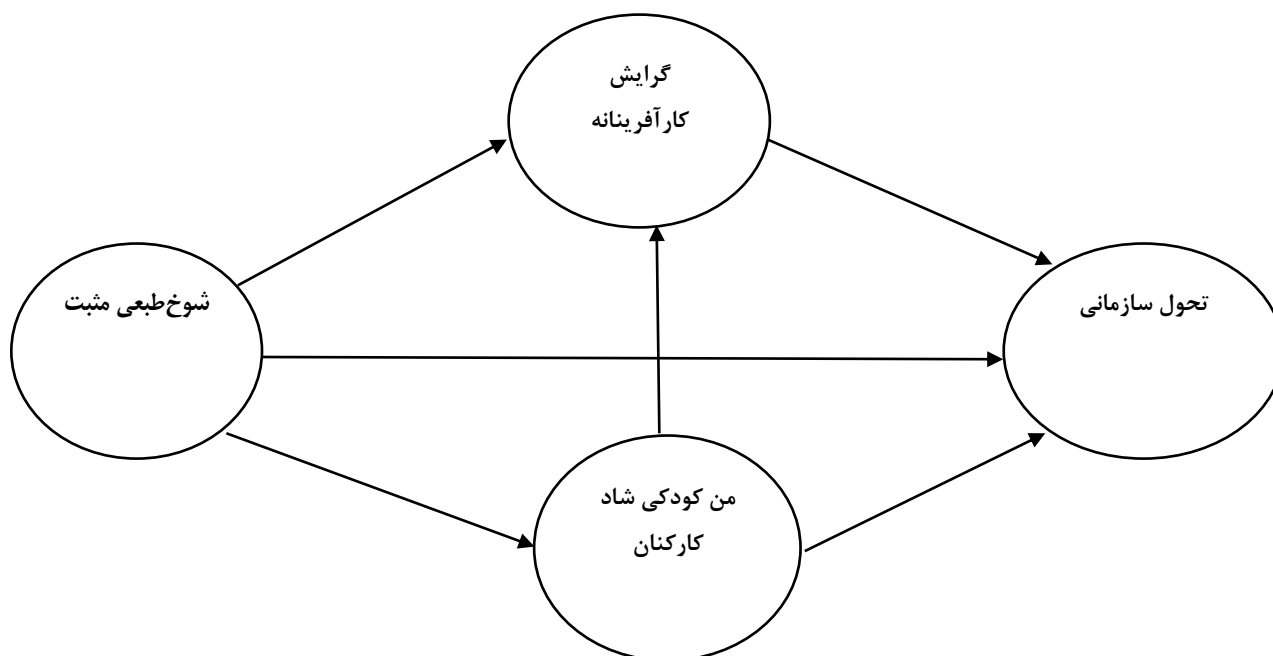 گرایش
کارآفرینانه
شوخ‌طبعی مثبت
تحول سازمانی
من کودکی شاد
کارکنان